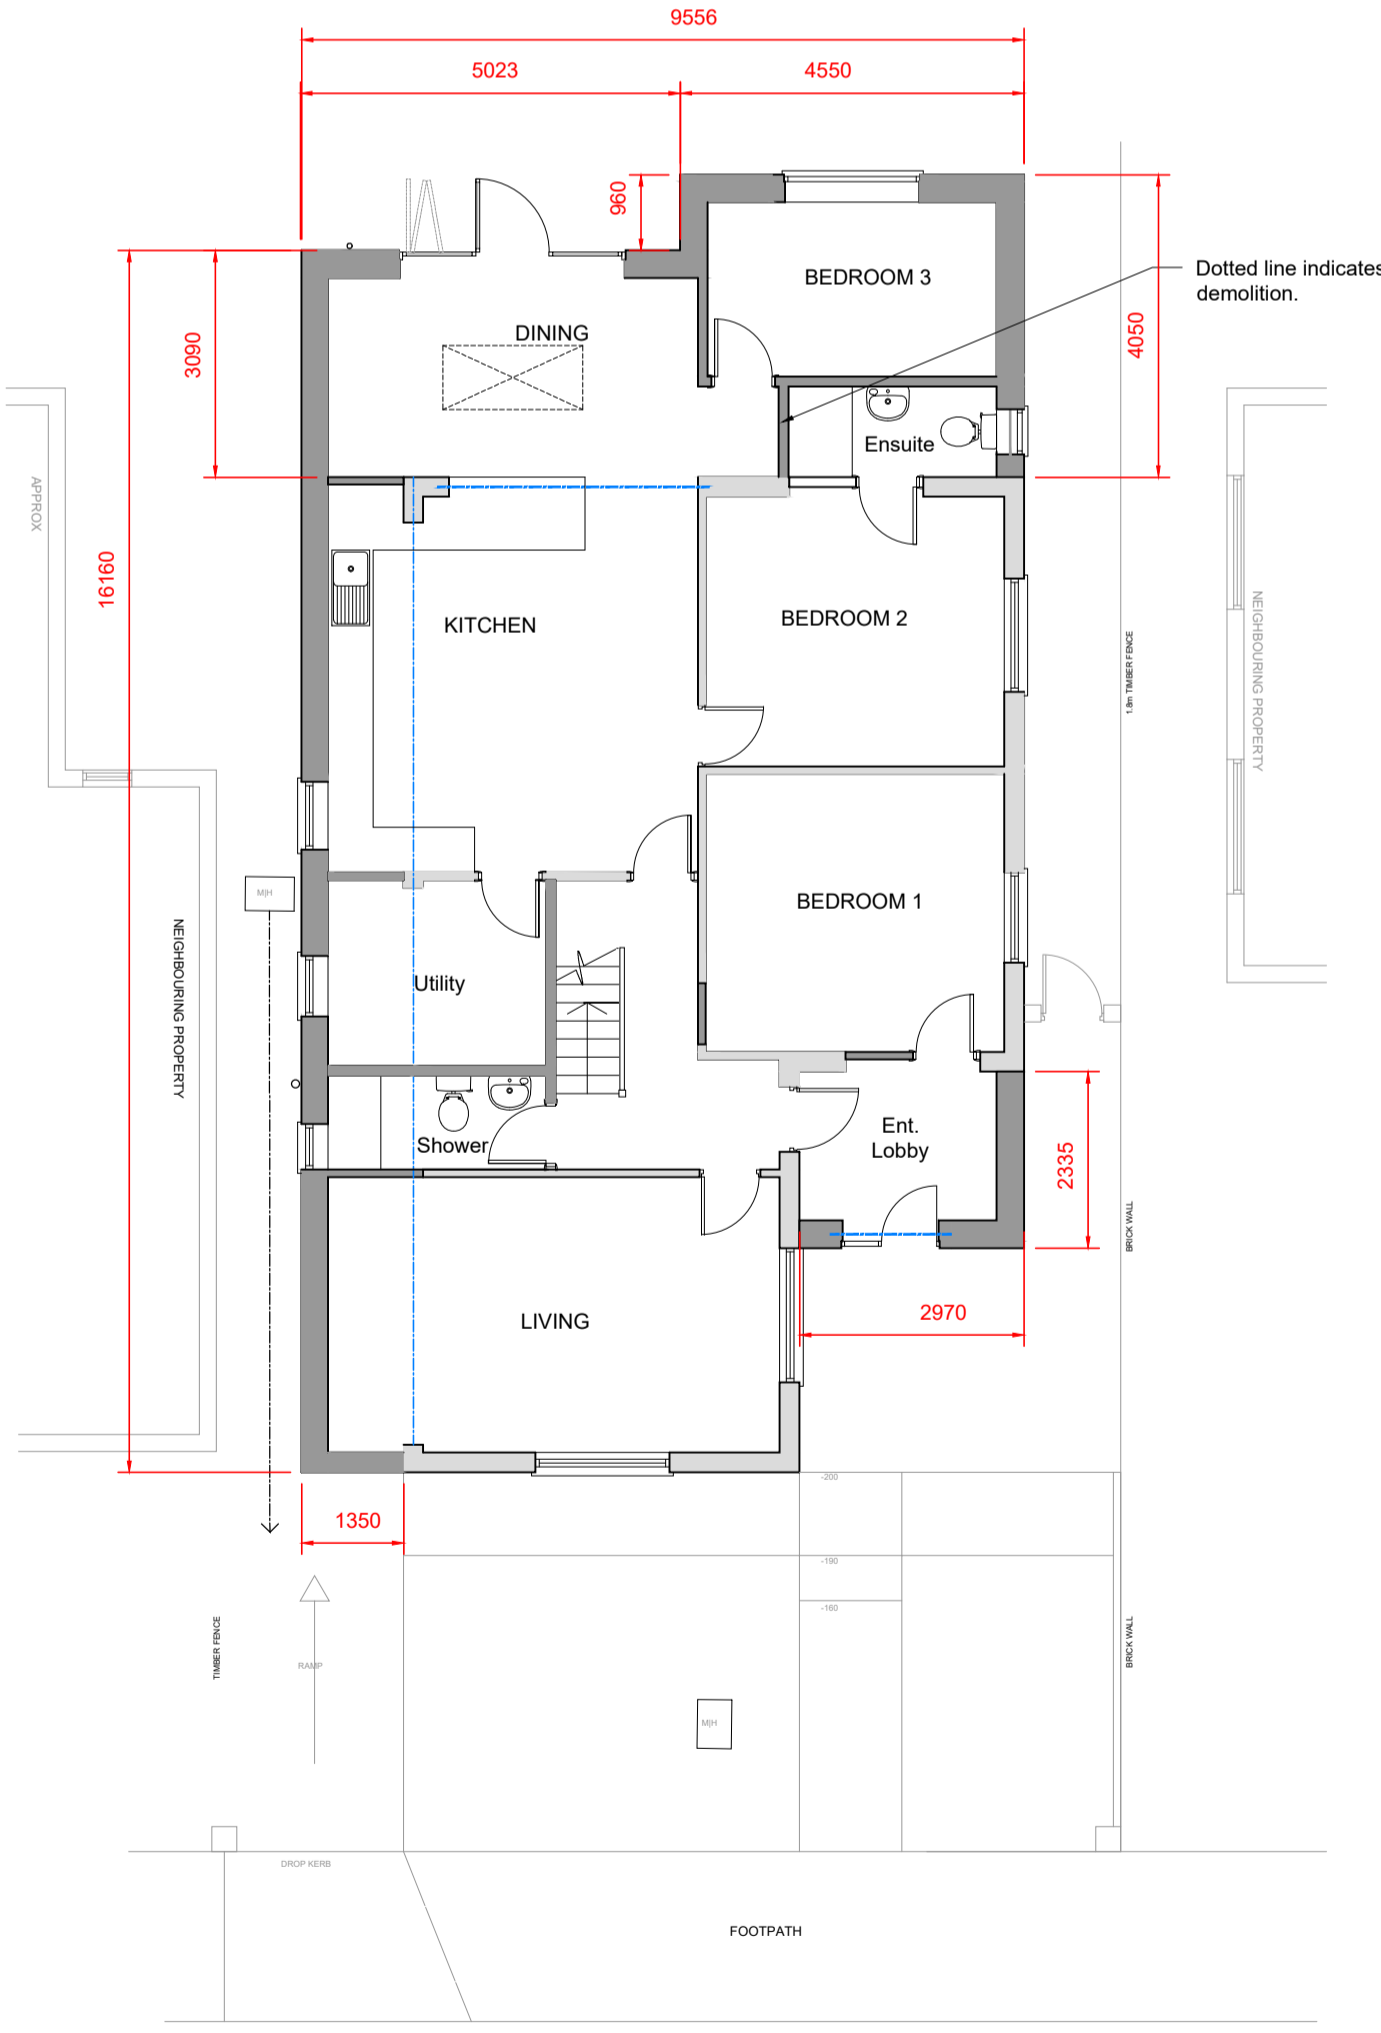 9556
5023
4550
960
BEDROOM 3
Dotted line indicates
demolition.
DINING
3090
4050
Ensuite
APPROX
16160
KITCHEN
BEDROOM 2
1.8m TIMBER FENCE
NEIGHBOURING PROPERTY
M|H
BEDROOM 1
NEIGHBOURING PROPERTY
Utility
Shower
Ent.
Lobby
2335
BRICK WALL
LIVING
2970
-200
1350
-190
-160
TIMBER FENCE
RAMP
BRICK WALL
M|H
DROP KERB
FOOTPATH